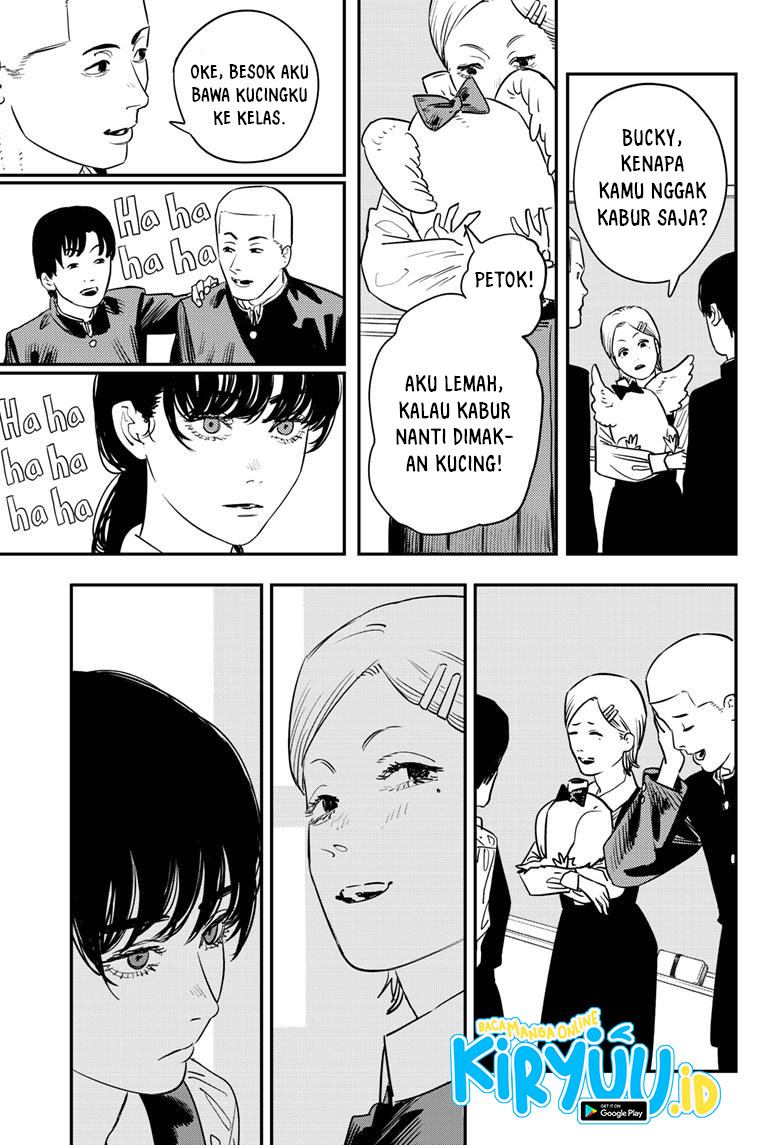 BUCKY,
KENAPA
KAMU NGGAK
KABUR SAJA?
PETOK!
AKU LEMAH,
KALAU KABUR
NANTI DIMAK-
AN KUCING!
OKE, BESOK AKU
BAWA KUCINGKU
KE KELAS.
Ha ha
ha ha
Ha ha
ha ha
ha ha
BACA MANGA ONLINE
KIRYUU.ID
GET IT ON
Google Play